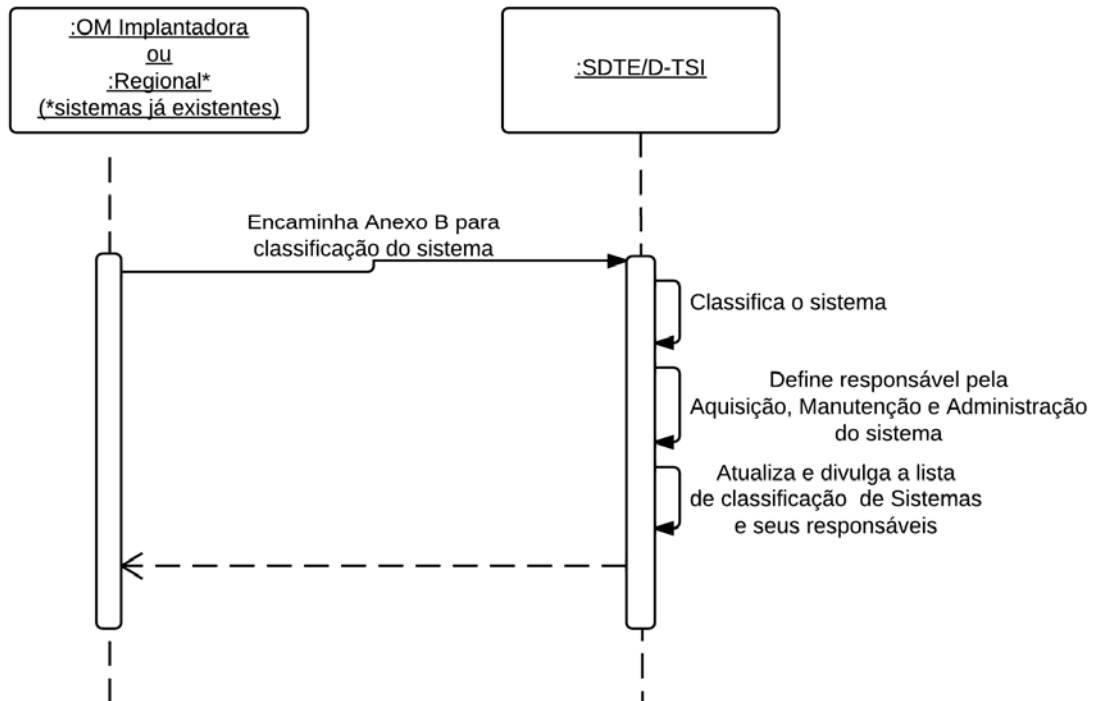 :OM Implantadora
ou
:Regional*
(*sistemas já existentes)
:SDTE/D-TSI
Encaminha Anexo B para
classificação do sistema
Classifica o sistema
Define responsável pela
Aquisição, Manutenção e Administração
do sistema
Atualiza e divulga a lista
de classificação de Sistemas
e seus responsáveis